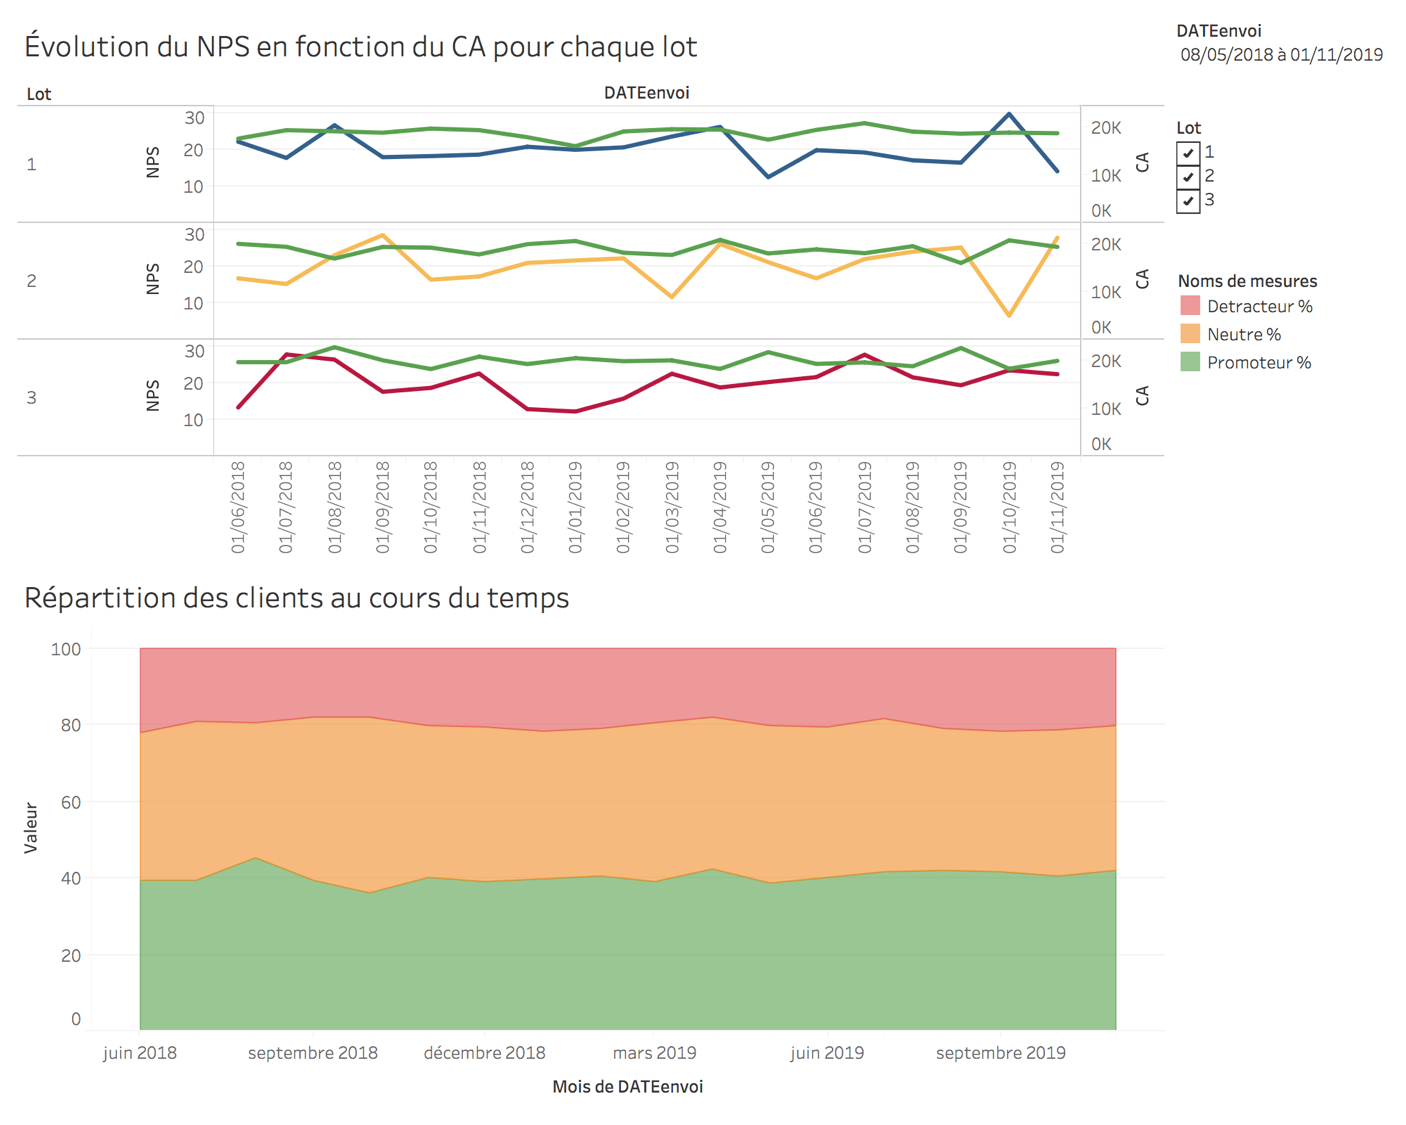 Évolution du NPS en fonction du CA pour chaque lot
DATEenvoi
08/05/2018 à 01/11/2019
Lot
DATEenvoi
1
NPS
30
20
10
20K
10K
0K
CA
2
NPS
30
20
10
20K
10K
0K
CA
3
NPS
30
20
10
20K
10K
0K
CA
01/06/2018
01/07/2018
01/08/2018
01/09/2018
01/10/2018
01/11/2018
01/12/2018
01/01/2019
01/02/2019
01/03/2019
01/04/2019
01/05/2019
01/06/2019
01/07/2019
01/08/2019
01/09/2019
01/10/2019
01/11/2019
Lot
1
2
3
Noms de mesures
Detracteur %
Neutre %
Promoteur %
Répartition des clients au cours du temps
Valeur
100
80
60
40
20
0
juin 2018
septembre 2018
décembre 2018
mars 2019
juin 2019
septembre 2019
Mois de DATEenvoi